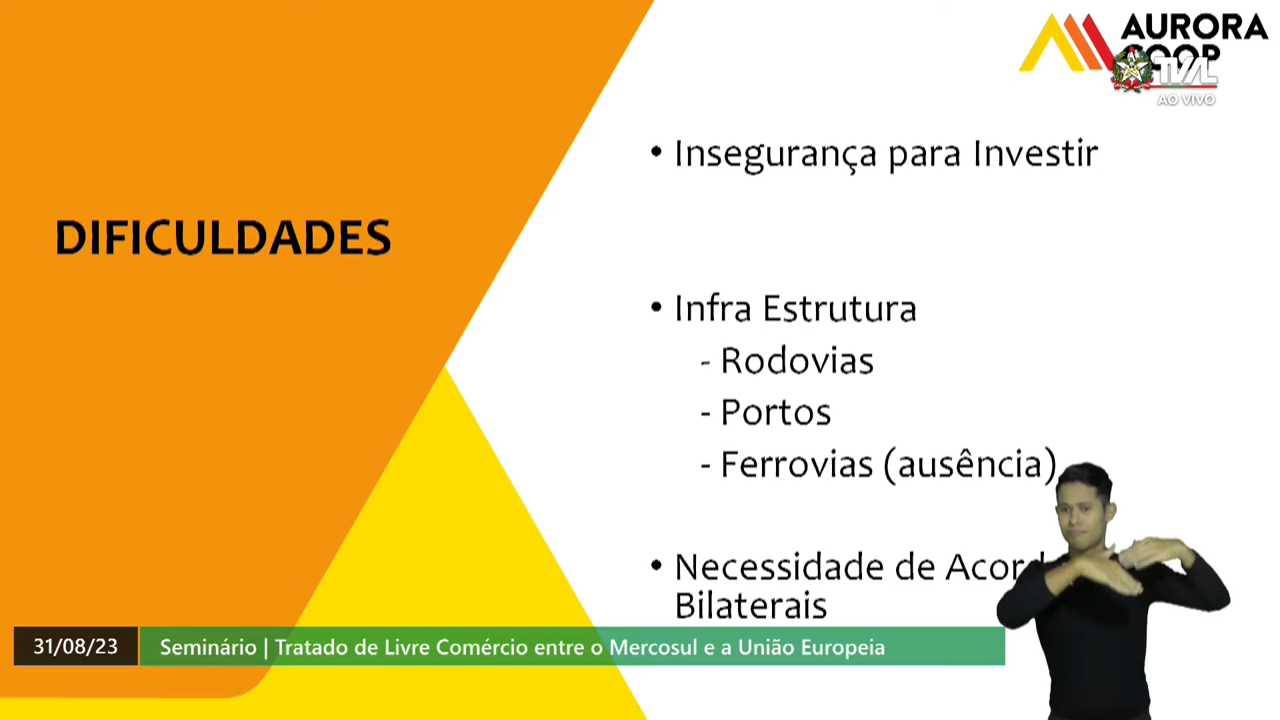 AURORA
COOP
TVAL
AO VIVO
• Insegurança para Investir
DIFICULDADES
• Infra Estrutura
- Rodovias
- Portos
- Ferrovias (ausência)
• Necessidade de
Bilaterais
31/08/23
Seminário | Tratado de Livre Comércio entre o Mercosul e a União Europeia